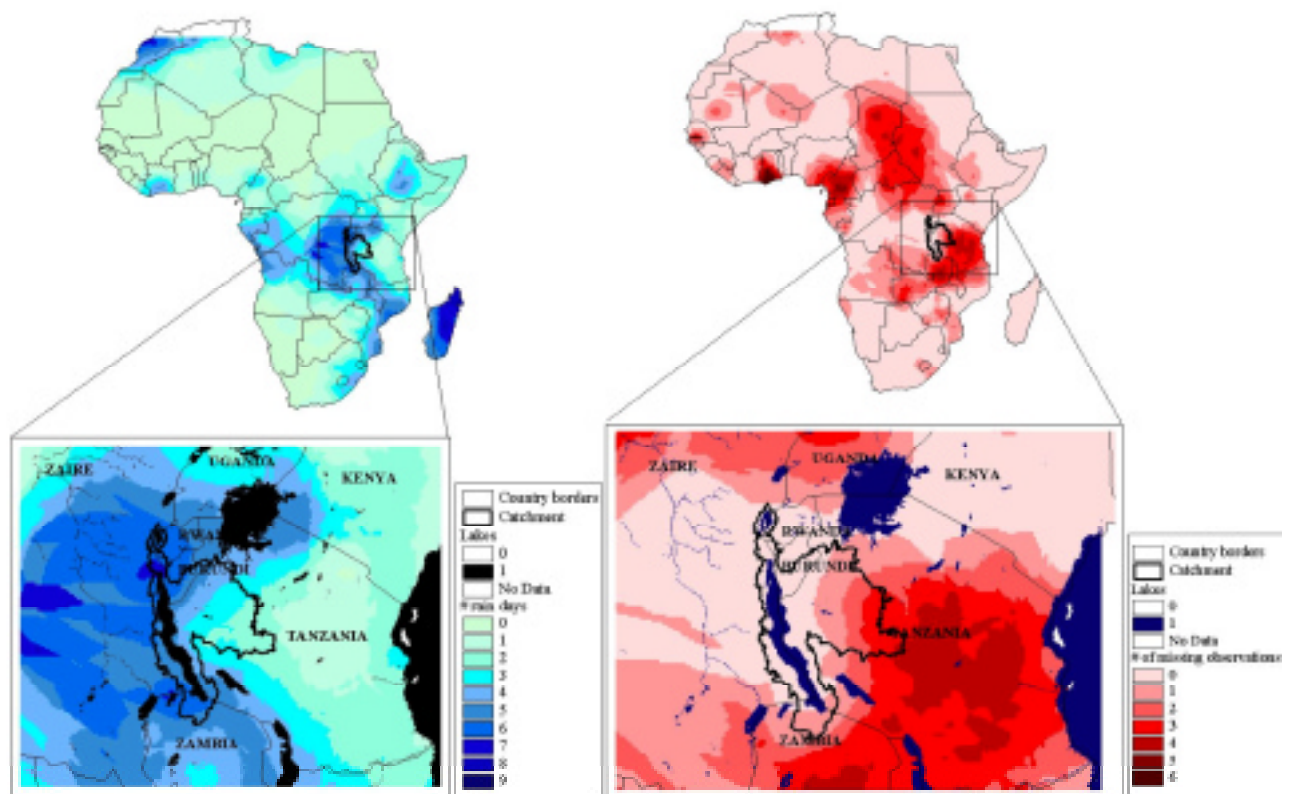 ZAIRE
UGANDA
KENYA
RWANDA
BURUNDI
TANZANIA
ZAMBIA
Country borders
Catchment
Lakes
0
1
No Data
# rain days
0
1
2
3
4
5
6
7
8
9
ZAIRE
UGANDA
KENYA
RWANDA
BURUNDI
TANZANIA
ZAMBIA
Country borders
Catchment
Lakes
0
1
No Data
# of missing observations
0
1
2
3
4
5
6